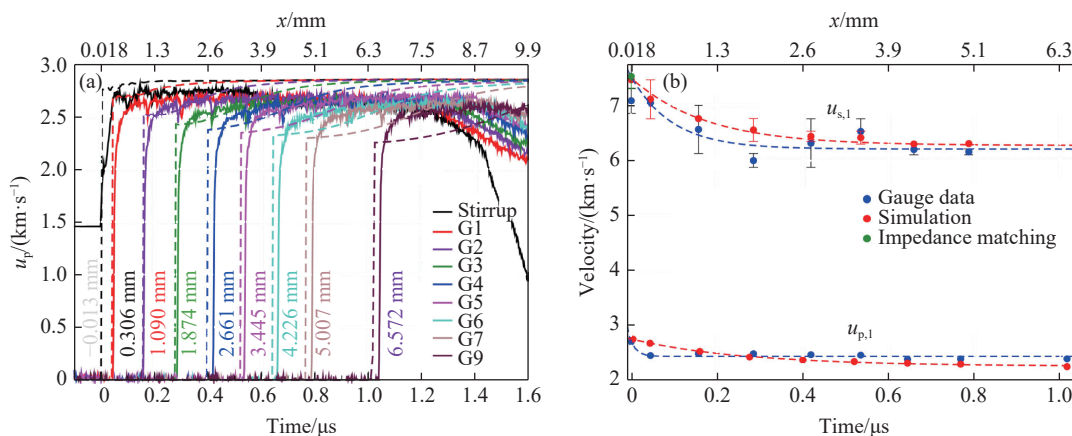 x/mm
0.018 1.3 2.6 3.9 5.1 6.3 7.5 8.7 9.9
(a)
3.0
2.5
2.0
1.5
1.0
0.5
0
u_p/(km·s⁻¹)
−0.013 mm
0.306 mm
1.090 mm
1.874 mm
2.661 mm
3.445 mm
4.226 mm
5.007 mm
6.572 mm
Stirrup
G1
G2
G3
G4
G5
G6
G7
G9
0 0.2 0.4 0.6 0.8 1.0 1.2 1.4 1.6
Time/μs
x/mm
0.018 1.3 2.6 3.9 5.1 6.3
(b)
7
6
5
4
3
2
Velocity/(km·s⁻¹)
u_s,1
Gauge data
Simulation
Impedance matching
u_p,1
0 0.2 0.4 0.6 0.8 1.0
Time/μs